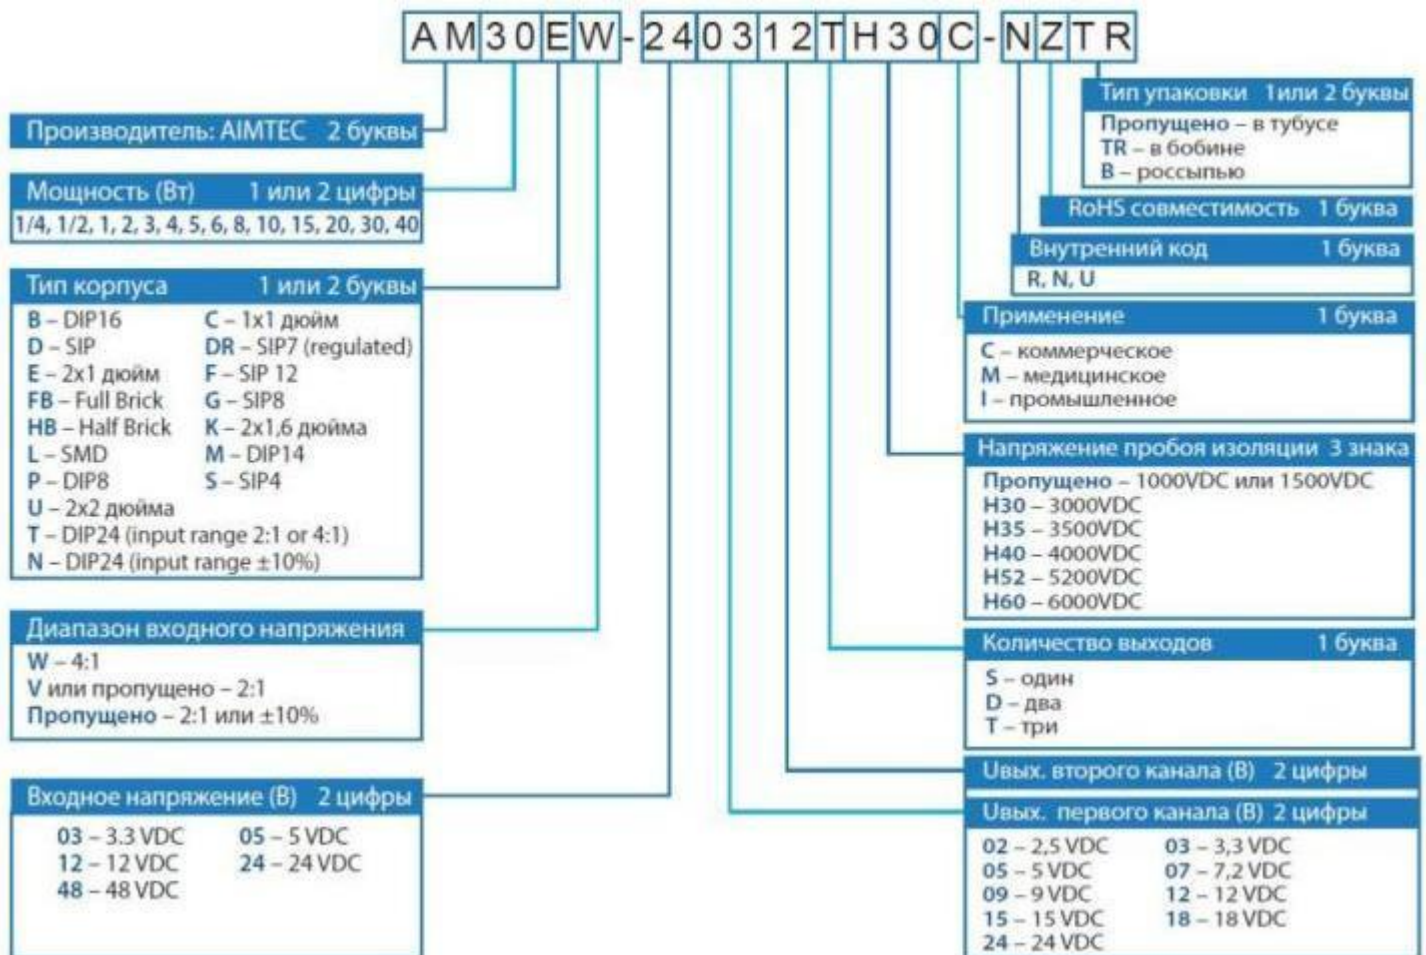 AM30EW-240312TH30C-NZTR
Производитель: AIMTEC 2 буквы
Мощность (Вт) 1 или 2 цифры
1/4, 1/2, 1, 2, 3, 4, 5, 6, 8, 10, 15, 20, 30, 40
Тип корпуса 1 или 2 буквы
B – DIP16 C – 1x1 дюйм
D – SIP DR – SIP7 (regulated)
E – 2x1 дюйм F – SIP 12
FB – Full Brick G – SIP8
HB – Half Brick K – 2x1,6 дюйма
L – SMD M – DIP14
P – DIP8 S – SIP4
U – 2x2 дюйма
T – DIP24 (input range 2:1 or 4:1)
N – DIP24 (input range ±10%)
Диапазон входного напряжения
W – 4:1
V или пропущено – 2:1
Пропущено – 2:1 или ±10%
Входное напряжение (В) 2 цифры
03 – 3.3 VDC 05 – 5 VDC
12 – 12 VDC 24 – 24 VDC
48 – 48 VDC
Тип упаковки 1или 2 буквы
Пропущено – в тубусе
TR – в бобине
B – россыпью
RoHS совместимость 1 буква
Внутренний код 1 буква
R, N, U
Применение 1 буква
C – коммерческое
M – медицинское
I – промышленное
Напряжение пробоя изоляции 3 знака
Пропущено – 1000VDC или 1500VDC
H30 – 3000VDC
H35 – 3500VDC
H40 – 4000VDC
H52 – 5200VDC
H60 – 6000VDC
Количество выходов 1 буква
S – один
D – два
T – три
Uвых. второго канала (В) 2 цифры
Uвых. первого канала (В) 2 цифры
02 – 2,5 VDC 03 – 3,3 VDC
05 – 5 VDC 07 – 7,2 VDC
09 – 9 VDC 12 – 12 VDC
15 – 15 VDC 18 – 18 VDC
24 – 24 VDC